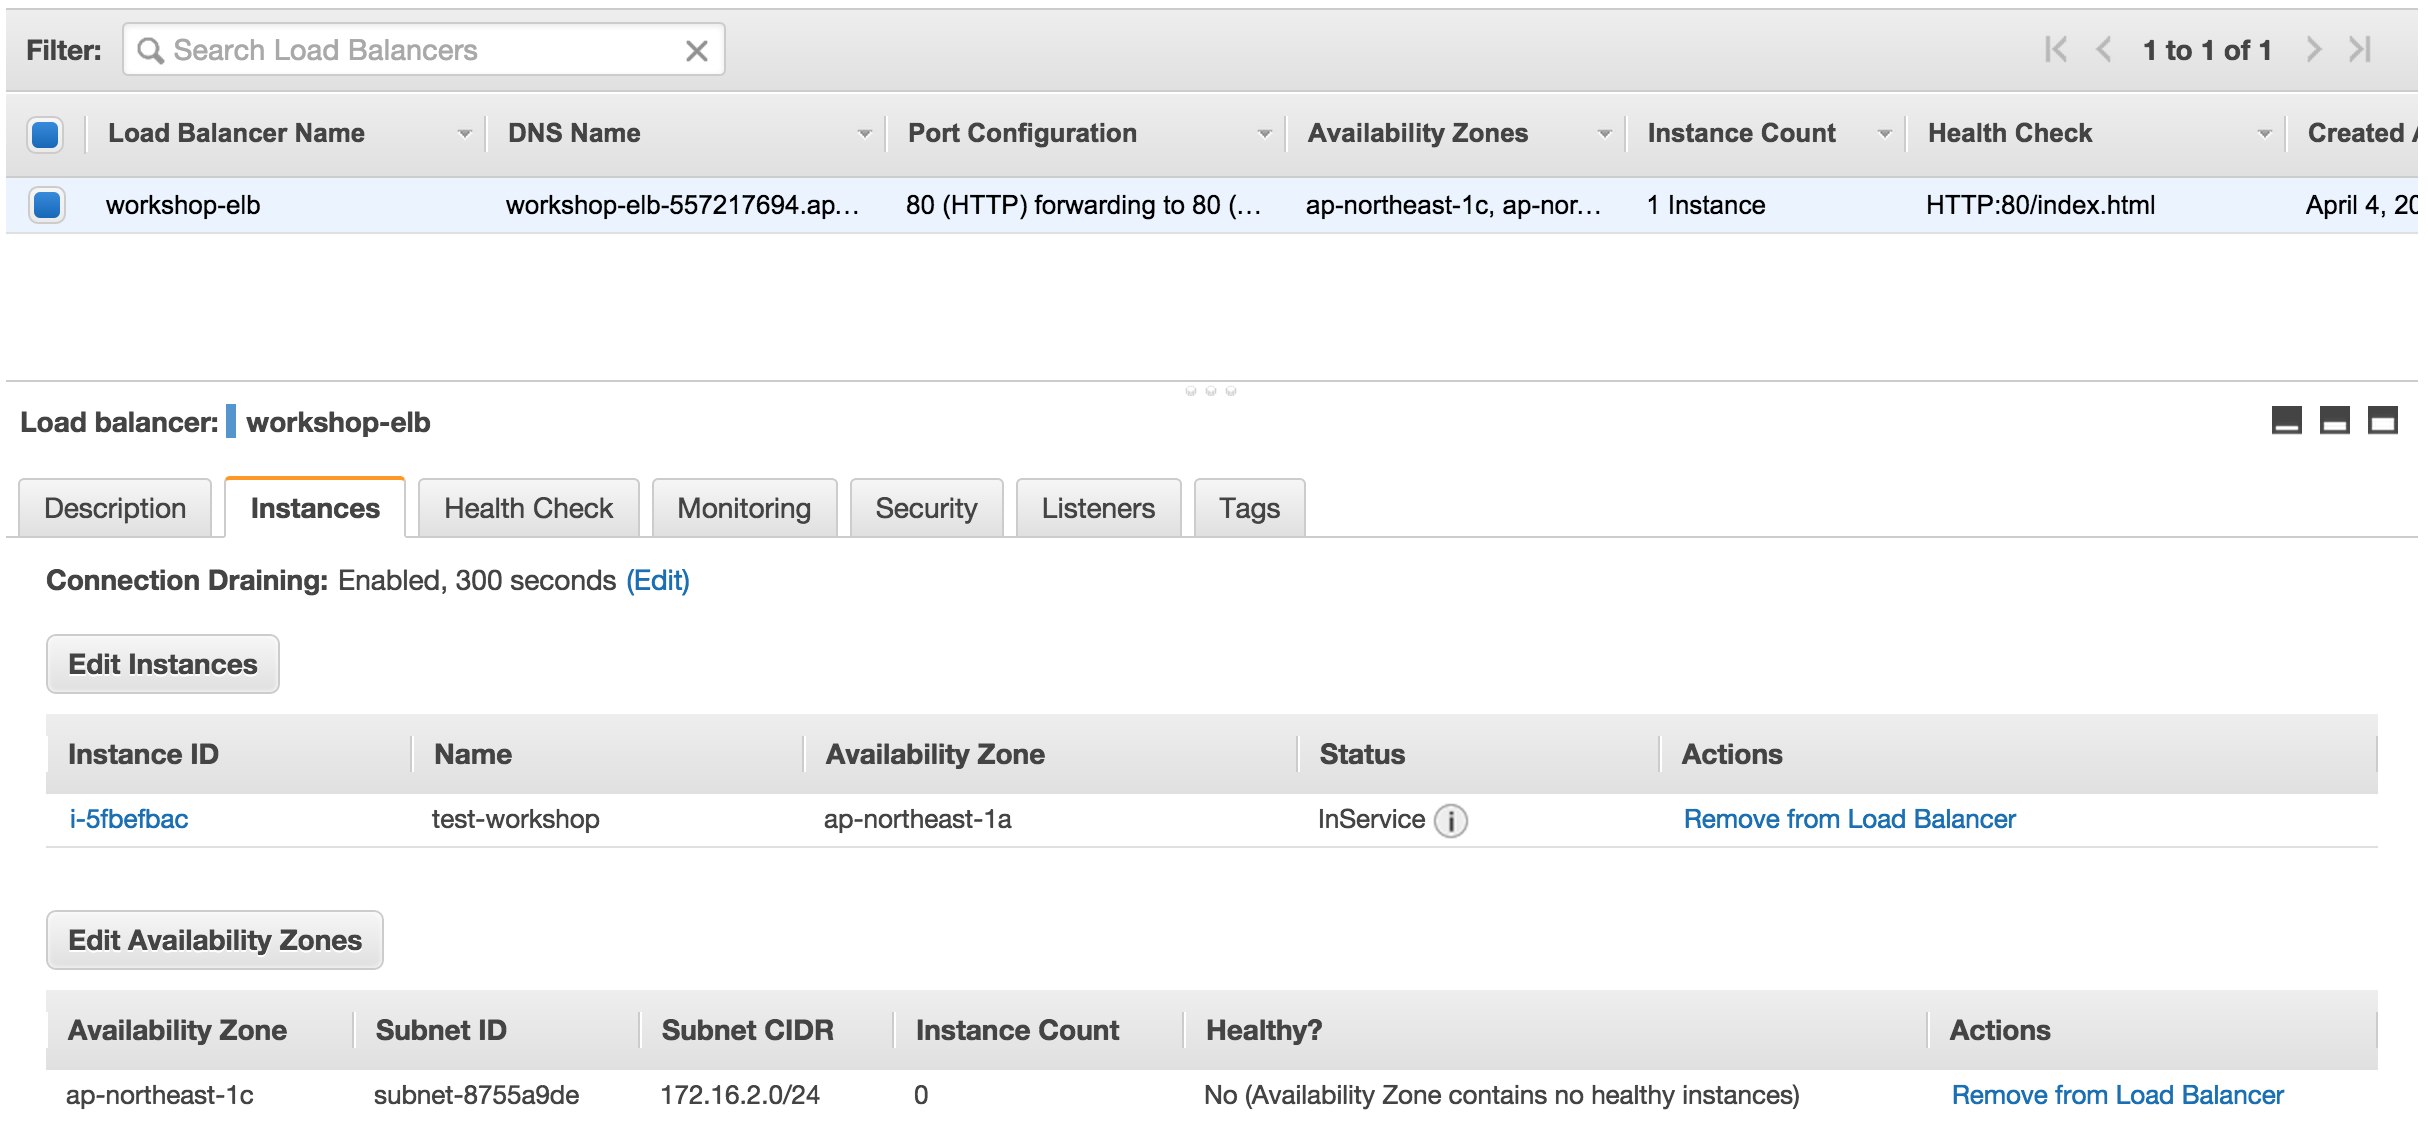 Filter: Search Load Balancers 1 to 1 of 1
Load Balancer Name DNS Name Port Configuration Availability Zones Instance Count Health Check Created
workshop-elb workshop-elb-557217694.ap... 80 (HTTP) forwarding to 80 (... ap-northeast-1c, ap-nor... 1 Instance HTTP:80/index.html April 4, 20
Load balancer: workshop-elb
Description Instances Health Check Monitoring Security Listeners Tags
Connection Draining: Enabled, 300 seconds (Edit)
Edit Instances
Instance ID Name Availability Zone Status Actions
i-5fbefbac test-workshop ap-northeast-1a InService i Remove from Load Balancer
Edit Availability Zones
Availability Zone Subnet ID Subnet CIDR Instance Count Healthy? Actions
ap-northeast-1c subnet-8755a9de 172.16.2.0/24 0 No (Availability Zone contains no healthy instances) Remove from Load Balancer